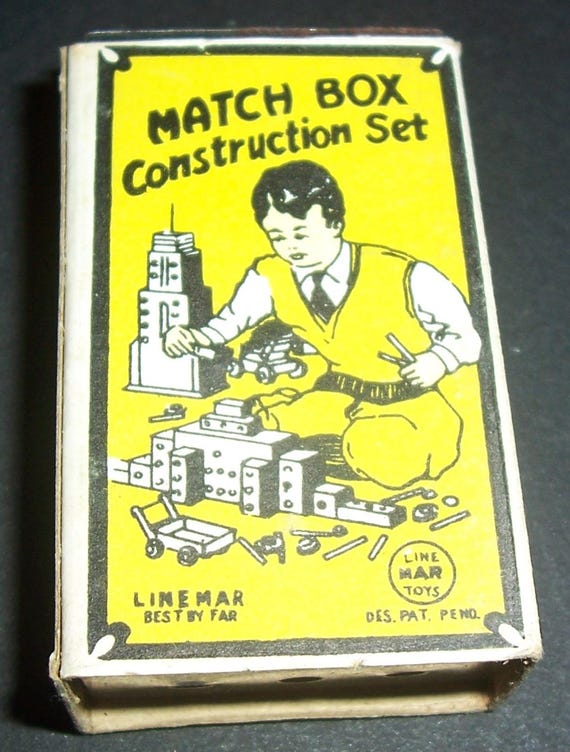 MATCH BOX
Construction Set
LINE
MAR
TOYS
LINEMAR
BEST BY FAR
DES. PAT. PEND.